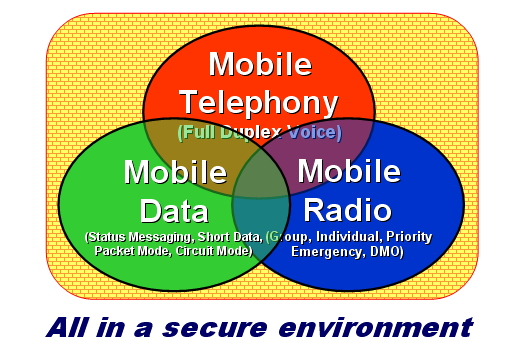 Mobile
Telephony
(Full Duplex Voice)
Mobile
Data
(Status Messaging, Short Data,
Packet Mode, Circuit Mode)
Mobile
Radio
(Group, Individual, Priority
Emergency, DMO)
All in a secure environment